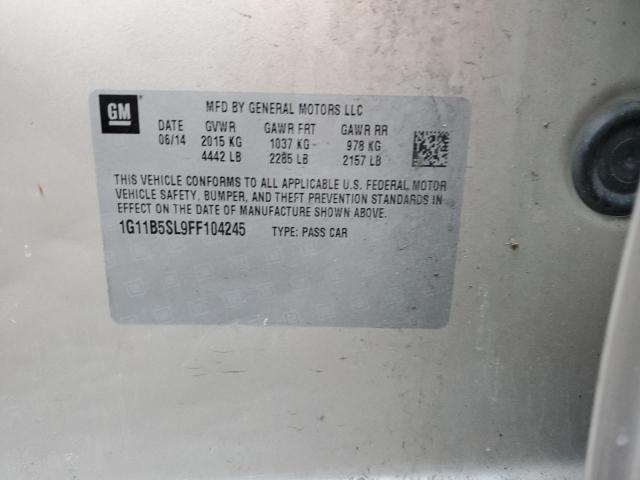 GM
MFD BY GENERAL MOTORS LLC
DATE GVWR GAWR FRT GAWR RR
06/14 2015 KG 1037 KG 978 KG
4442 LB 2285 LB 2157 LB
THIS VEHICLE CONFORMS TO ALL APPLICABLE U.S. FEDERAL MOTOR
VEHICLE SAFETY, BUMPER, AND THEFT PREVENTION STANDARDS IN
EFFECT ON THE DATE OF MANUFACTURE SHOWN ABOVE.
1G11B5SL9FF104245 TYPE: PASS CAR